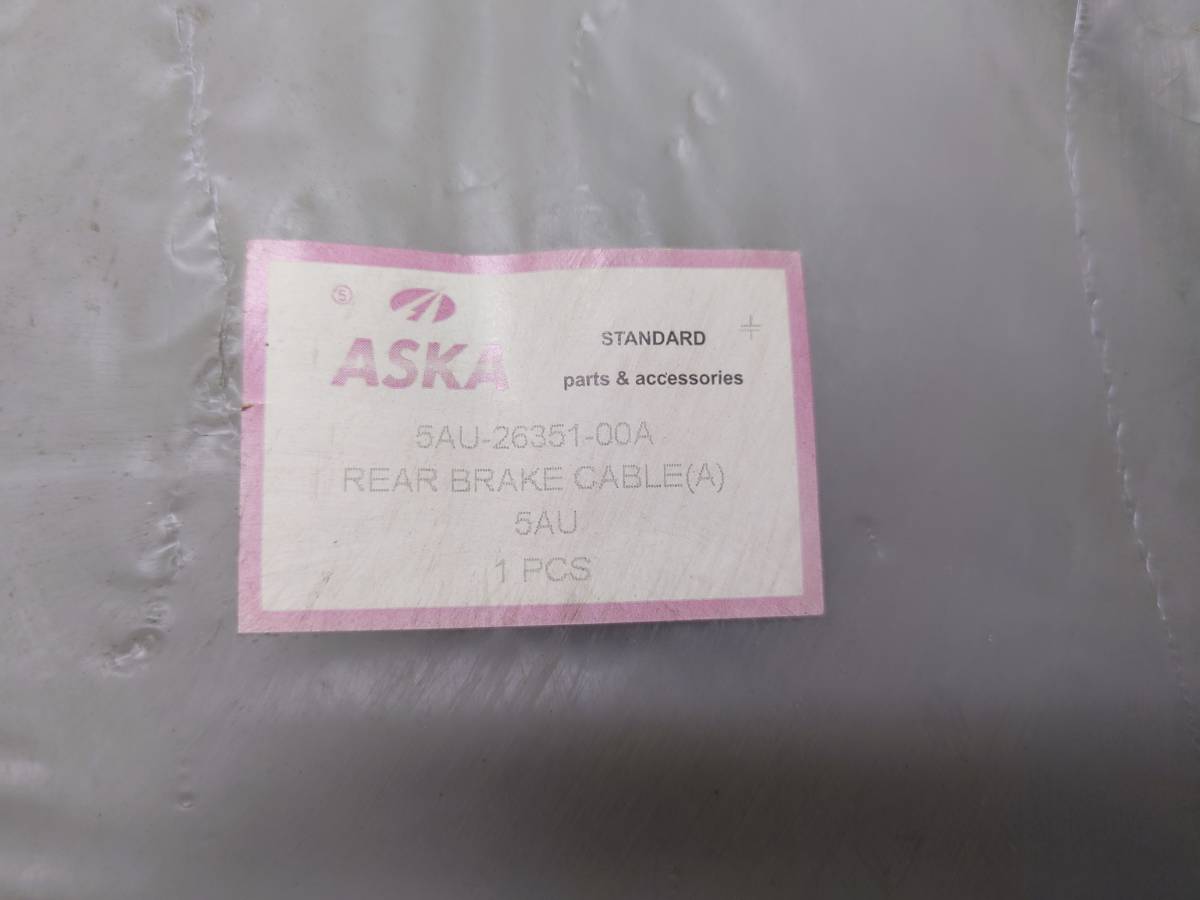 Ⓢ
ASKA
STANDARD
parts & accessories
5AU-26351-00A
REAR BRAKE CABLE(A)
5AU
1 PCS